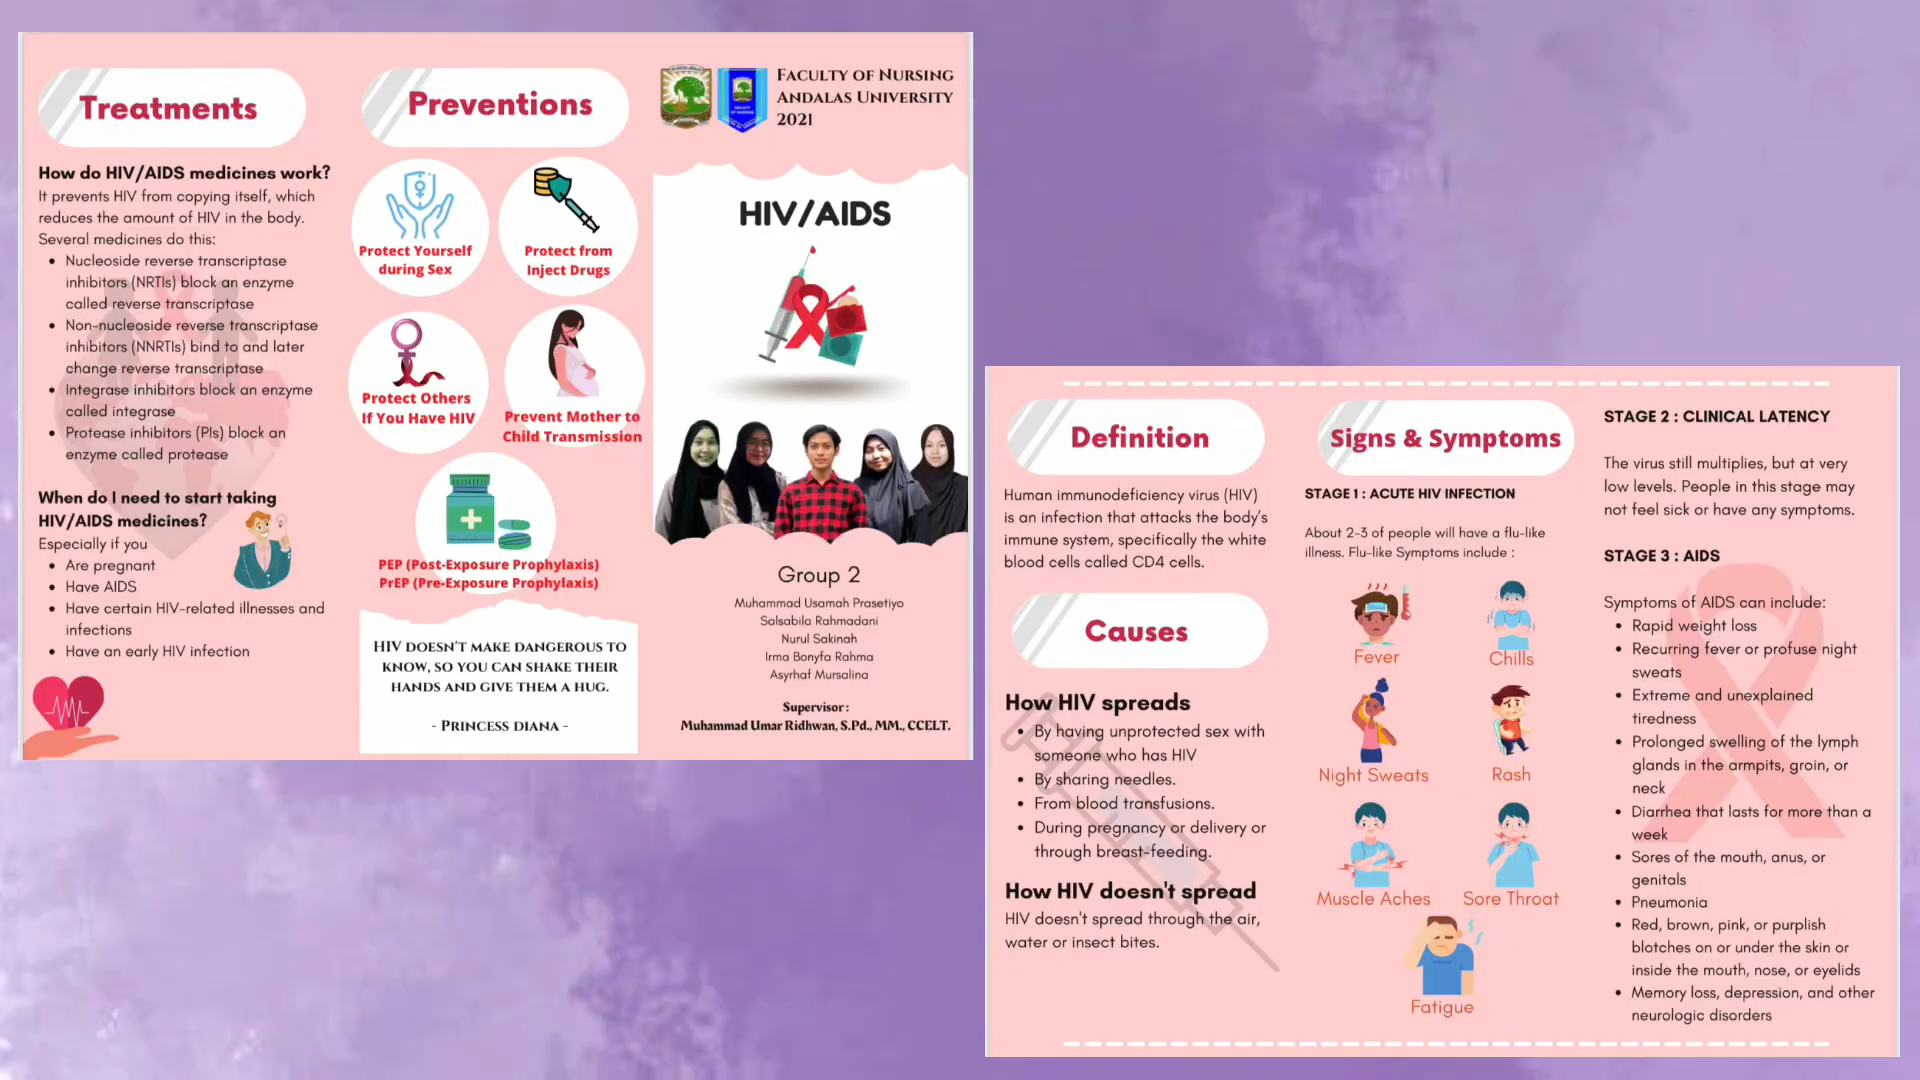 Treatments
How do HIV/AIDS medicines work?
It prevents HIV from copying itself, which
reduces the amount of HIV in the body.
Several medicines do this:
• Nucleoside reverse transcriptase
inhibitors (NRTIs) block an enzyme
called reverse transcriptase
• Non-nucleoside reverse transcriptase
inhibitors (NNRTIs) bind to and later
change reverse transcriptase
• Integrase inhibitors block an enzyme
called integrase
• Protease inhibitors (PIs) block an
enzyme called protease
When do I need to start taking
HIV/AIDS medicines?
Especially if you
• Are pregnant
• Have AIDS
• Have certain HIV-related illnesses and
infections
• Have an early HIV infection
Preventions
Protect Yourself
during Sex
Protect from
Inject Drugs
Protect Others
If You Have HIV
Prevent Mother to
Child Transmission
PEP (Post-Exposure Prophylaxis)
PrEP (Pre-Exposure Prophylaxis)
HIV DOESN'T MAKE DANGEROUS TO
KNOW, SO YOU CAN SHAKE THEIR
HANDS AND GIVE THEM A HUG.
- PRINCESS DIANA -
FACULTY OF NURSING
ANDALAS UNIVERSITY
2021
HIV/AIDS
Group 2
Muhammad Usamah Prasetiyo
Salsabila Rahmadani
Nurul Sakinah
Irma Bonyfa Rahma
Asyrhaf Mursalina
Supervisor :
Muhammad Umar Ridhwan, S.Pd., MM., CCELT.
Definition
Human immunodeficiency virus (HIV)
is an infection that attacks the body's
immune system, specifically the white
blood cells called CD4 cells.
Causes
How HIV spreads
• By having unprotected sex with
someone who has HIV
• By sharing needles.
• From blood transfusions.
• During pregnancy or delivery or
through breast-feeding.
How HIV doesn't spread
HIV doesn't spread through the air,
water or insect bites.
Signs & Symptoms
STAGE 1 : ACUTE HIV INFECTION
About 2-3 of people will have a flu-like
illness. Flu-like Symptoms include :
Fever
Chills
Night Sweats
Rash
Muscle Aches
Sore Throat
Fatigue
STAGE 2 : CLINICAL LATENCY
The virus still multiplies, but at very
low levels. People in this stage may
not feel sick or have any symptoms.
STAGE 3 : AIDS
Symptoms of AIDS can include:
• Rapid weight loss
• Recurring fever or profuse night
sweats
• Extreme and unexplained
tiredness
• Prolonged swelling of the lymph
glands in the armpits, groin, or
neck
• Diarrhea that lasts for more than a
week
• Sores of the mouth, anus, or
genitals
• Pneumonia
• Red, brown, pink, or purplish
blotches on or under the skin or
inside the mouth, nose, or eyelids
• Memory loss, depression, and other
neurologic disorders